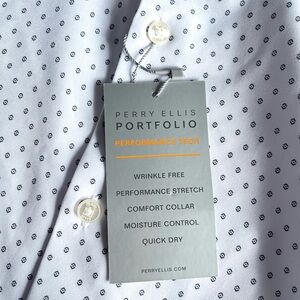 PERRY ELLIS
PORTFOLIO
PERFORMANCE TECH
WRINKLE FREE
PERFORMANCE STRETCH
COMFORT COLLAR
MOISTURE CONTROL
QUICK DRY
PERRYELLIS.COM